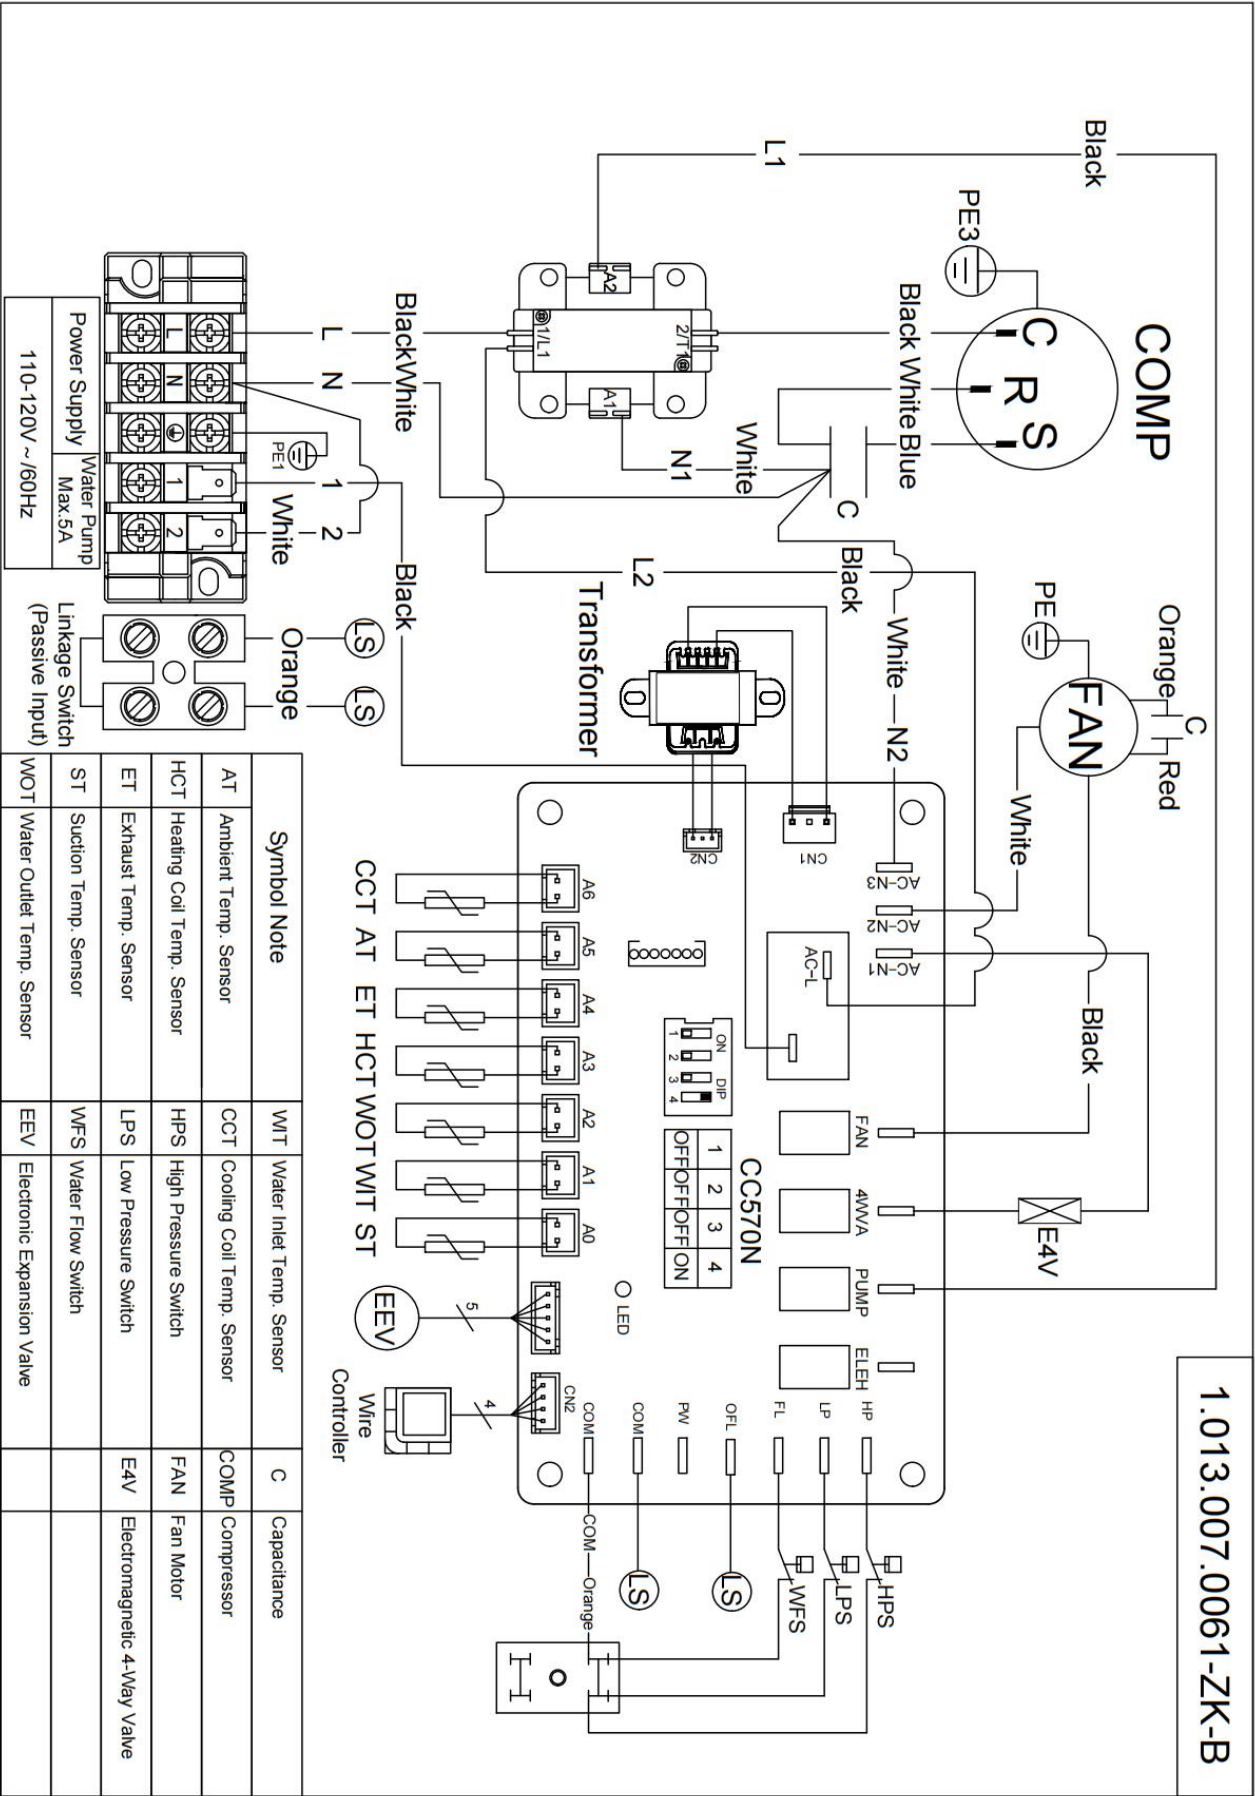 1.013.007.0061-ZK-B
COMP
C
R
S
PE3
Black
White
Blue
C
Black
L1
A2
1/L1
2/T1
A1
White
N1
Black
White
L
N
1
2
PE1
White
Black
L
N
1
2
Power Supply
Water Pump
Max.5A
110-120V ~ /60Hz
Orange
LS
LS
Linkage Switch
(Passive Input)
Black
L2
Transformer
White
N2
PE
Orange
C
Red
FAN
White
Black
E4V
CN1
CN2
AC-N3
AC-N2
AC-N1
AC-L
FAN
4WVA
PUMP
ELEH
HP
LP
FL
OFL
PW
COM
COM
HPS
LPS
WFS
LS
LS
COM
Orange
ON
DIP
1 2 3 4
CC570N
1 2 3 4
OFF OFF OFF ON
LED
A6
A5
A4
A3
A2
A1
A0
CN2
CCT AT ET HCT WOT WIT ST
5
EEV
4
Wire
Controller
Symbol Note
AT Ambient Temp. Sensor
HCT Heating Coil Temp. Sensor
ET Exhaust Temp. Sensor
ST Suction Temp. Sensor
WOT Water Outlet Temp. Sensor
WIT Water Inlet Temp. Sensor
CCT Cooling Coil Temp. Sensor
HPS High Pressure Switch
LPS Low Pressure Switch
WFS Water Flow Switch
EEV Electronic Expansion Valve
C Capacitance
COMP Compressor
FAN Fan Motor
E4V Electromagnetic 4-Way Valve